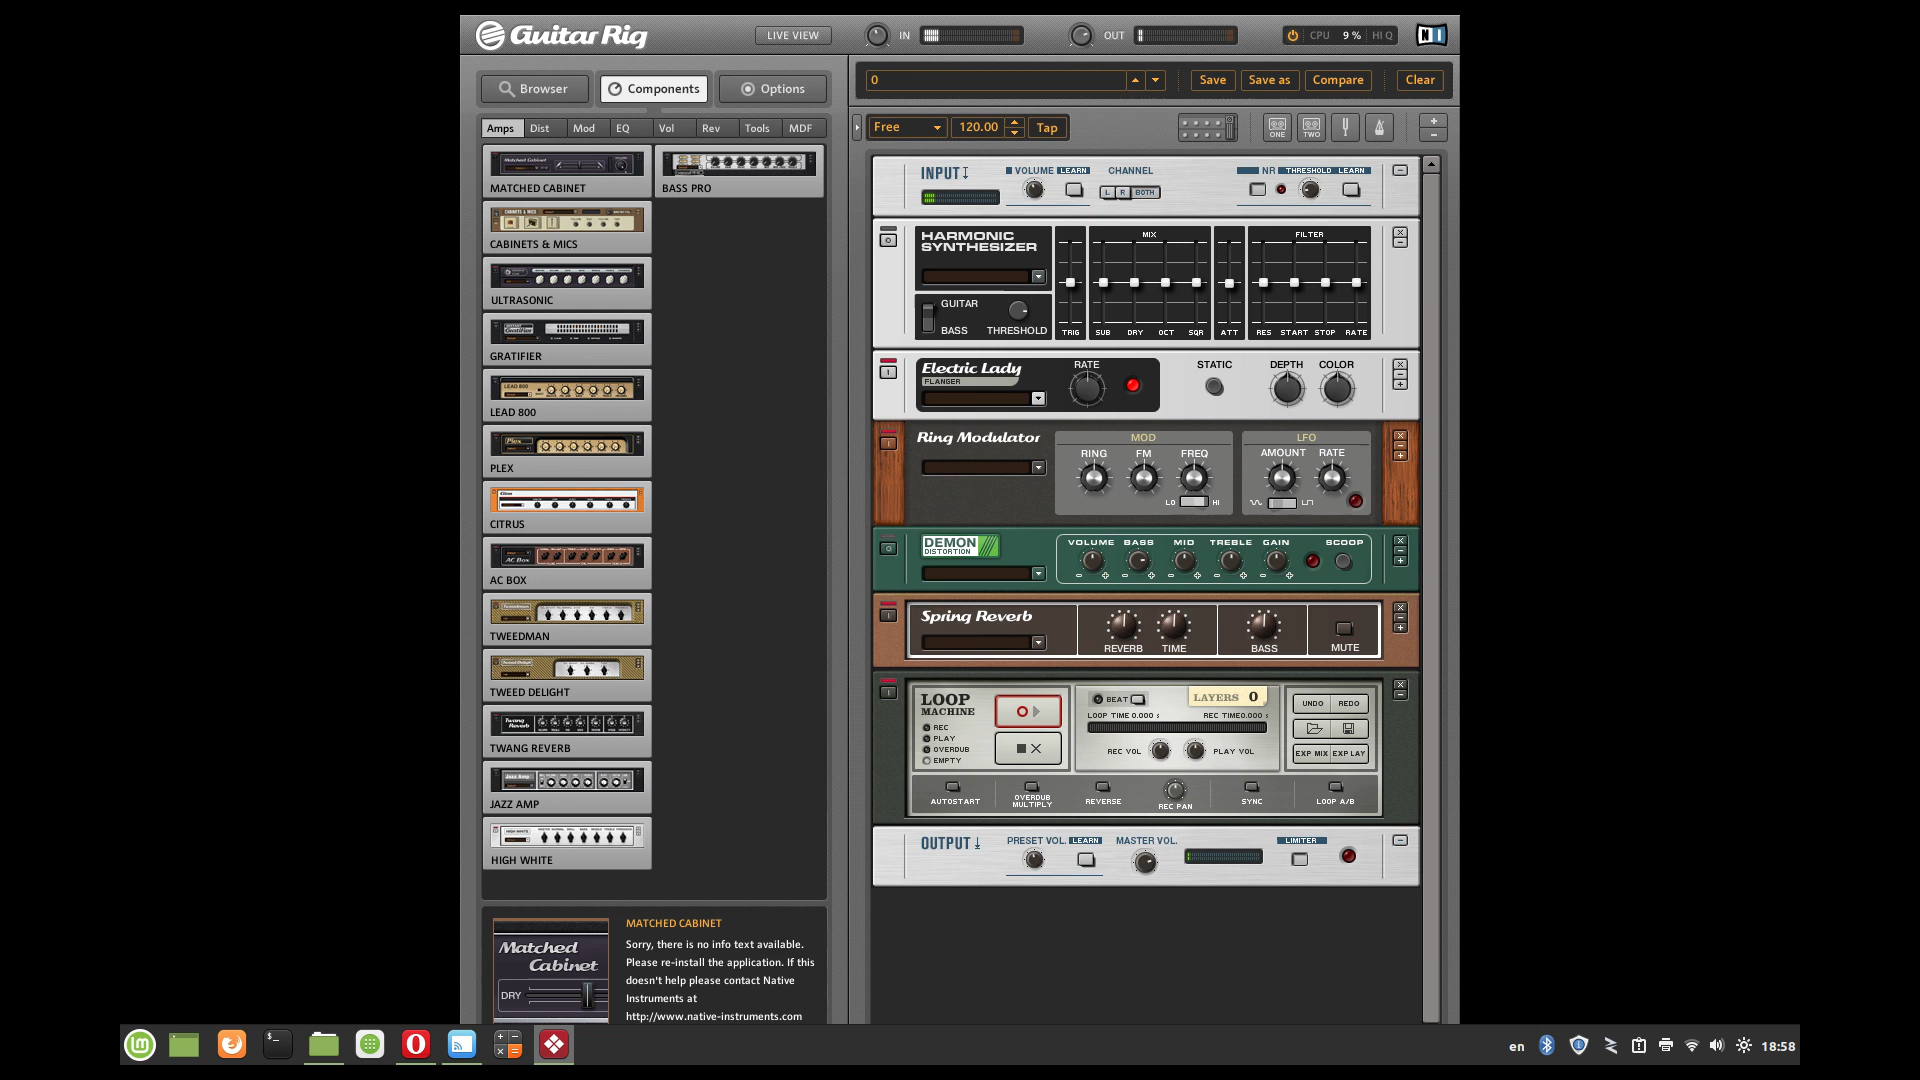 Guitar Rig
LIVE VIEW
IN
OUT
CPU 9 % HI Q
NI
Browser
Components
Options
0
Save
Save as
Compare
Clear
Amps Dist Mod EQ Vol Rev Tools MDF
Free
120.00
Tap
ONE
TWO
MATCHED CABINET
BASS PRO
CABINETS & MICS
ULTRASONIC
GRATIFIER
LEAD 800
PLEX
CITRUS
AC BOX
TWEEDMAN
TWEED DELIGHT
TWANG REVERB
JAZZ AMP
HIGH WHITE
INPUT
VOLUME LEARN
CHANNEL
L R BOTH
NR THRESHOLD LEARN
HARMONIC
SYNTHESIZER
MIX
FILTER
GUITAR
BASS
THRESHOLD
TRIG SUB DRY OCT SQR ATT RES START STOP RATE
Electric Lady
FLANGER
RATE
STATIC
DEPTH
COLOR
Ring Modulator
MOD
LFO
RING FM FREQ AMOUNT RATE
LO HI
DEMON
DISTORTION
VOLUME BASS MID TREBLE GAIN SCOOP
Spring Reverb
REVERB TIME BASS MUTE
LOOP
MACHINE
REC
PLAY
OVERDUB
EMPTY
BEAT
LAYERS 0
LOOP TIME 0.000 s
REC TIME 0.000 s
REC VOL
PLAY VOL
UNDO REDO
EXP MIX EXP LAY
AUTOSTART
OVERDUB
MULTIPLY
REVERSE
REC PAN
SYNC
LOOP A/B
OUTPUT
PRESET VOL. LEARN
MASTER VOL.
LIMITER
Matched
Cabinet
DRY
MATCHED CABINET
Sorry, there is no info text available.
Please re-install the application. If this
doesn't help please contact Native
Instruments at
http://www.native-instruments.com
en
18:58